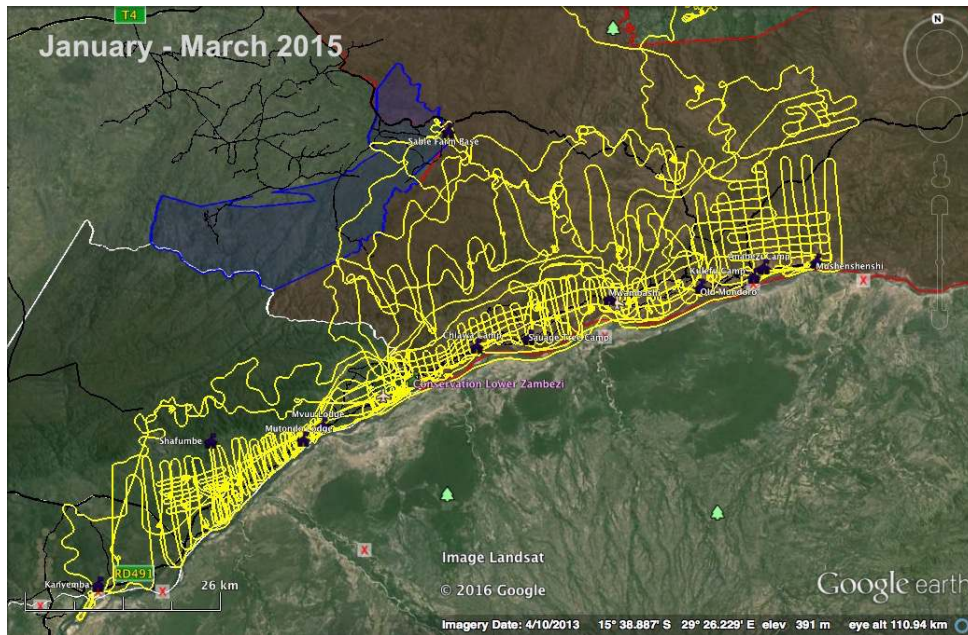 T4
January - March 2015
N
Sable Farm Base
Mushenshenshi
Kulefu Camp
Old Mondoro
Mwambashi
Chiawa Camp
Sausage Tree Camp
Conservation Lower Zambezi
Mvuu Lodge
Mutondo Lodge
Shafumbe
Image Landsat
RD491
Kanyemba
26 km
© 2016 Google
Google earth
Imagery Date: 4/10/2013 15° 38.887' S 29° 26.229' E elev 391 m eye alt 110.94 km